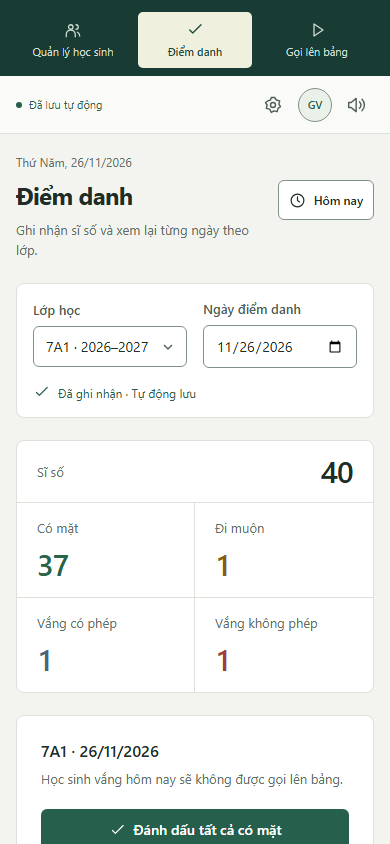 Quản lý học sinh
Điểm danh
Gọi lên bảng
Đã lưu tự động
GV
Thứ Năm, 26/11/2026
Điểm danh
Hôm nay
Ghi nhận sĩ số và xem lại từng ngày theo
lớp.
Lớp học
Ngày điểm danh
7A1 · 2026–2027
11/26/2026
Đã ghi nhận · Tự động lưu
Sĩ số
40
Có mặt
Đi muộn
37
1
Vắng có phép
Vắng không phép
1
1
7A1 · 26/11/2026
Học sinh vắng hôm nay sẽ không được gọi lên bảng.
Đánh dấu tất cả có mặt